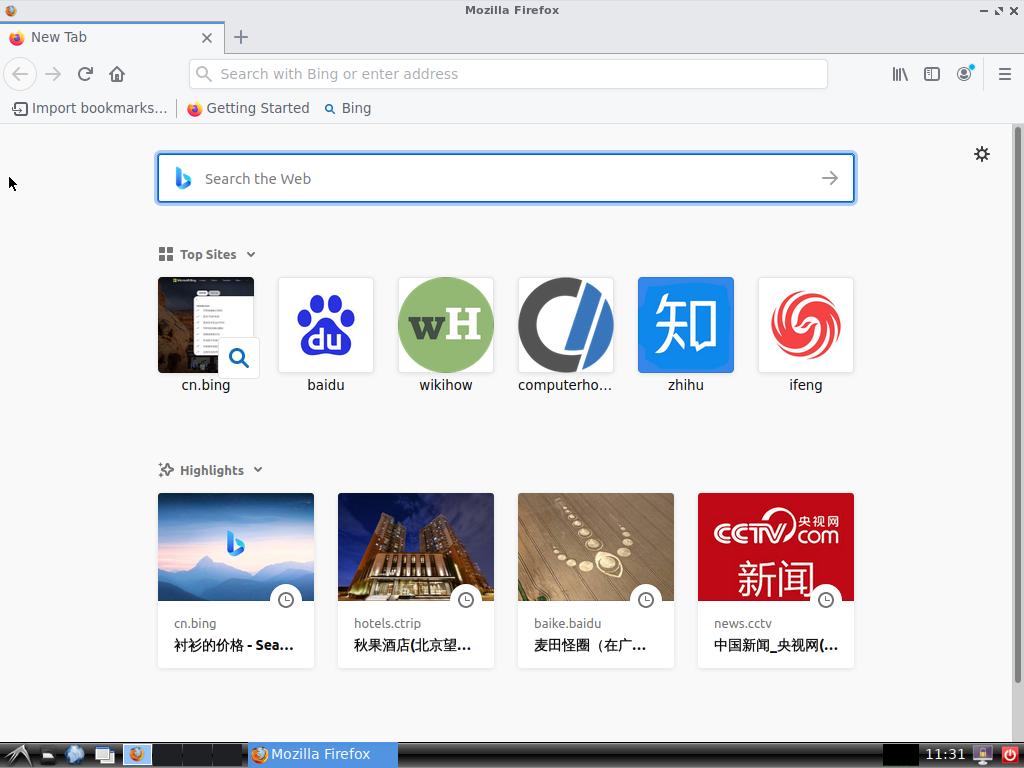 Mozilla Firefox
New Tab
Search with Bing or enter address
Import bookmarks...
Getting Started
Bing
Search the Web
Top Sites
du
wH
知
cn.bing
baidu
wikihow
computerho...
zhihu
ifeng
Highlights
CCTV.com 央视网
新闻
cn.bing
hotels.ctrip
baike.baidu
news.cctv
衬衫的价格 - Sea...
秋果酒店(北京望...
麦田怪圈（在广...
中国新闻_央视网(...
Mozilla Firefox
11:31